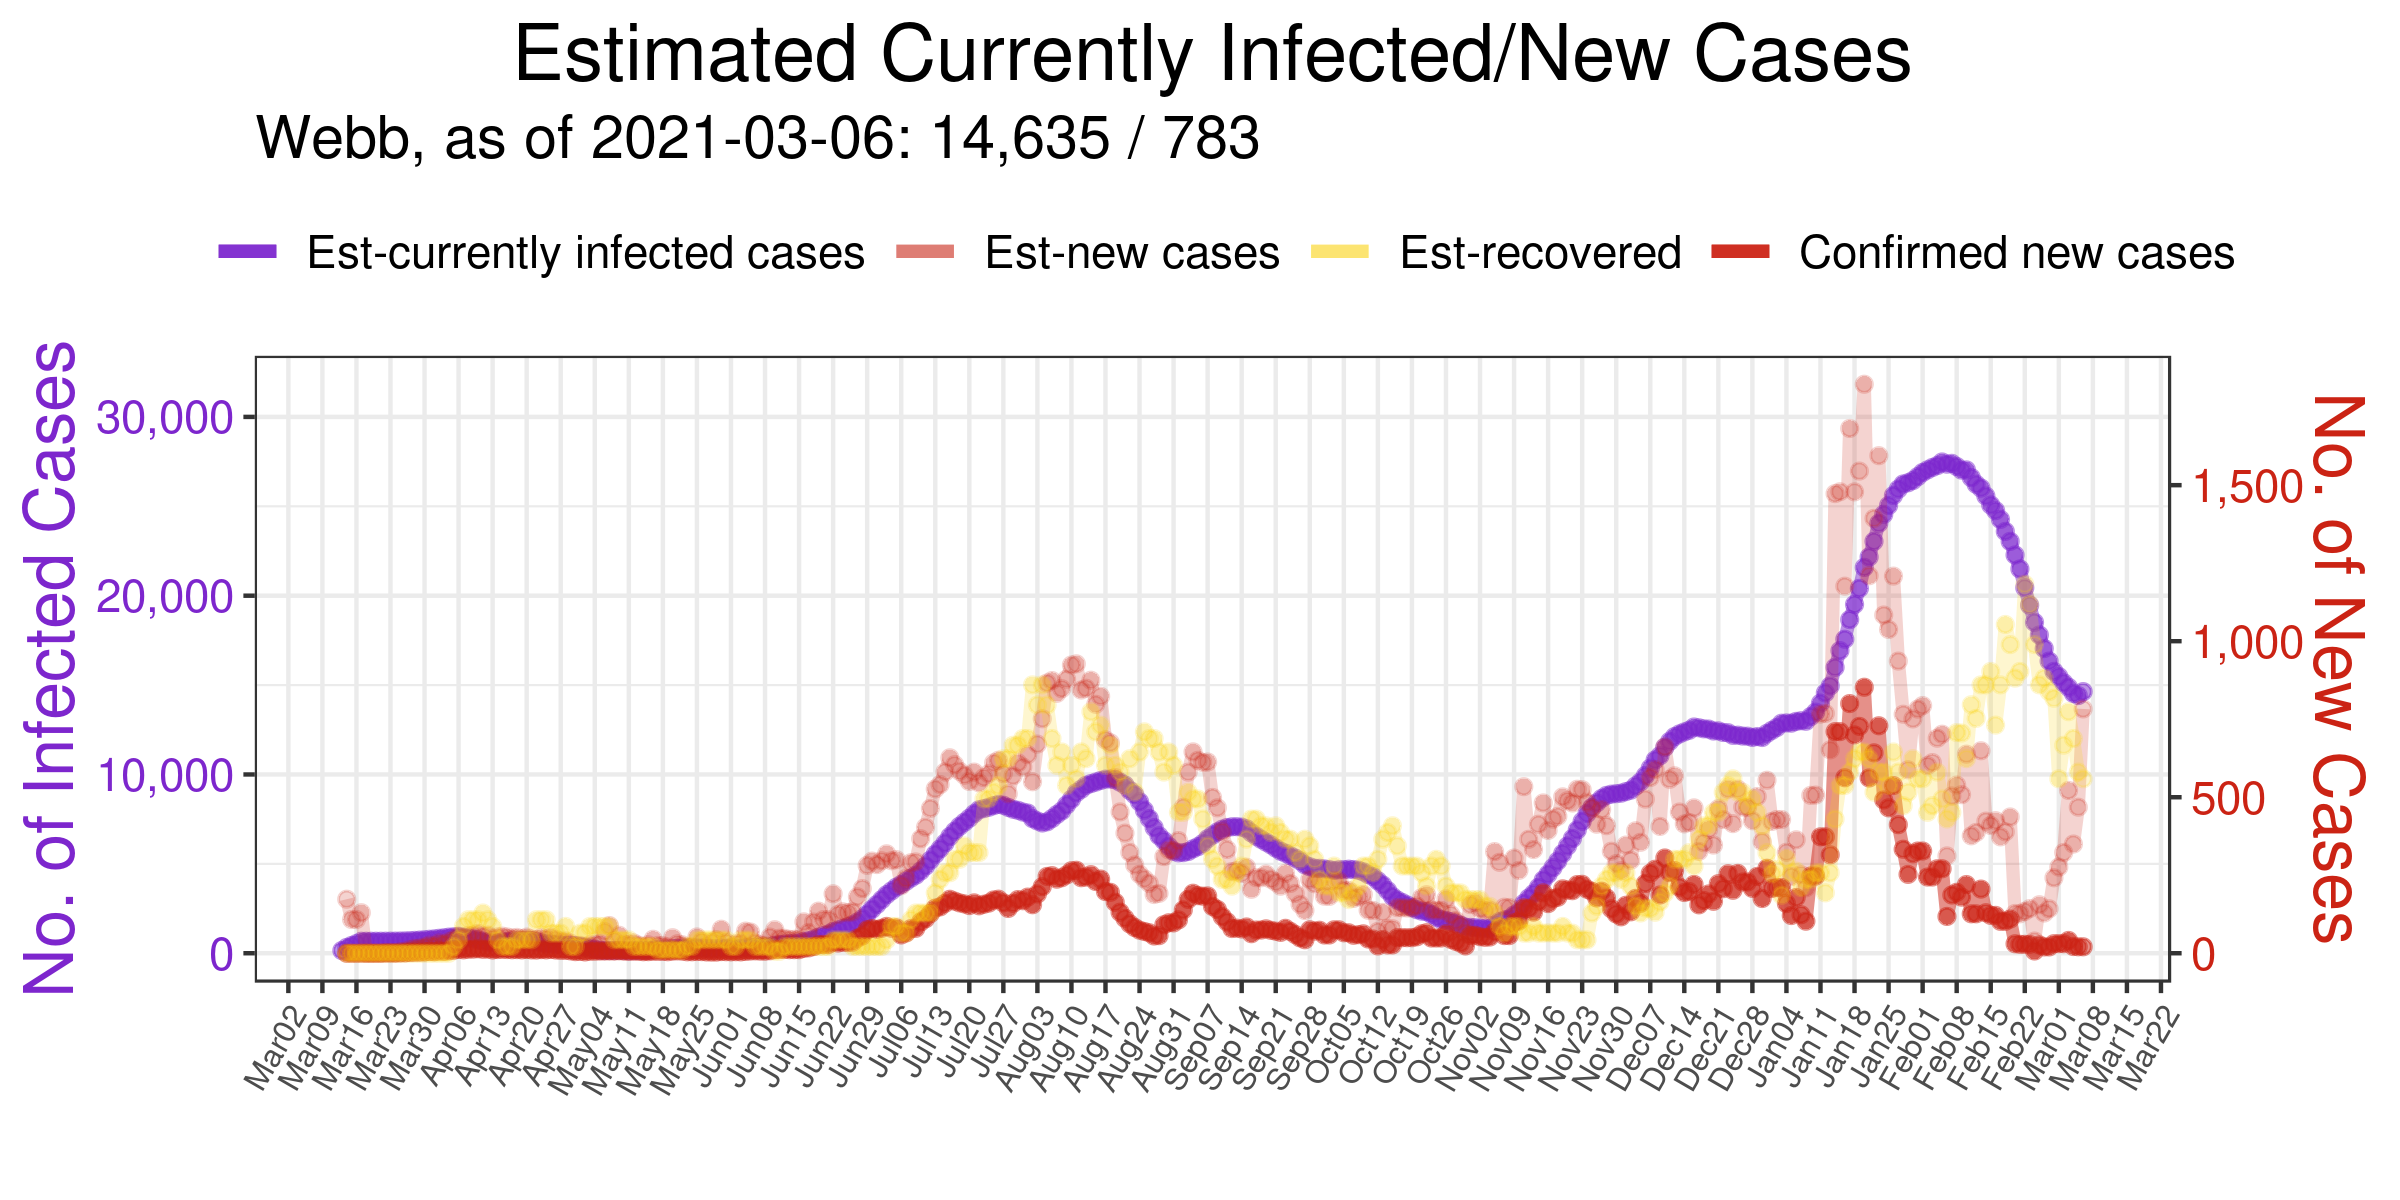 Estimated Currently Infected/New Cases
Webb, as of 2021-03-06: 14,635 / 783
Est-currently infected cases Est-new cases Est-recovered Confirmed new cases
No. of Infected Cases
30,000
20,000
10,000
0
1,500
1,000
500
0
No. of New Cases
Mar02 Mar09 Mar16 Mar23 Mar30 Apr06 Apr13 Apr20 Apr27 May04 May11 May18 May25 Jun01 Jun08 Jun15 Jun22 Jun29 Jul06 Jul13 Jul20 Jul27 Aug03 Aug10 Aug17 Aug24 Aug31 Sep07 Sep14 Sep21 Sep28 Oct05 Oct12 Oct19 Oct26 Nov02 Nov09 Nov16 Nov23 Nov30 Dec07 Dec14 Dec21 Dec28 Jan04 Jan11 Jan18 Jan25 Feb01 Feb08 Feb15 Feb22 Mar01 Mar08 Mar15 Mar22